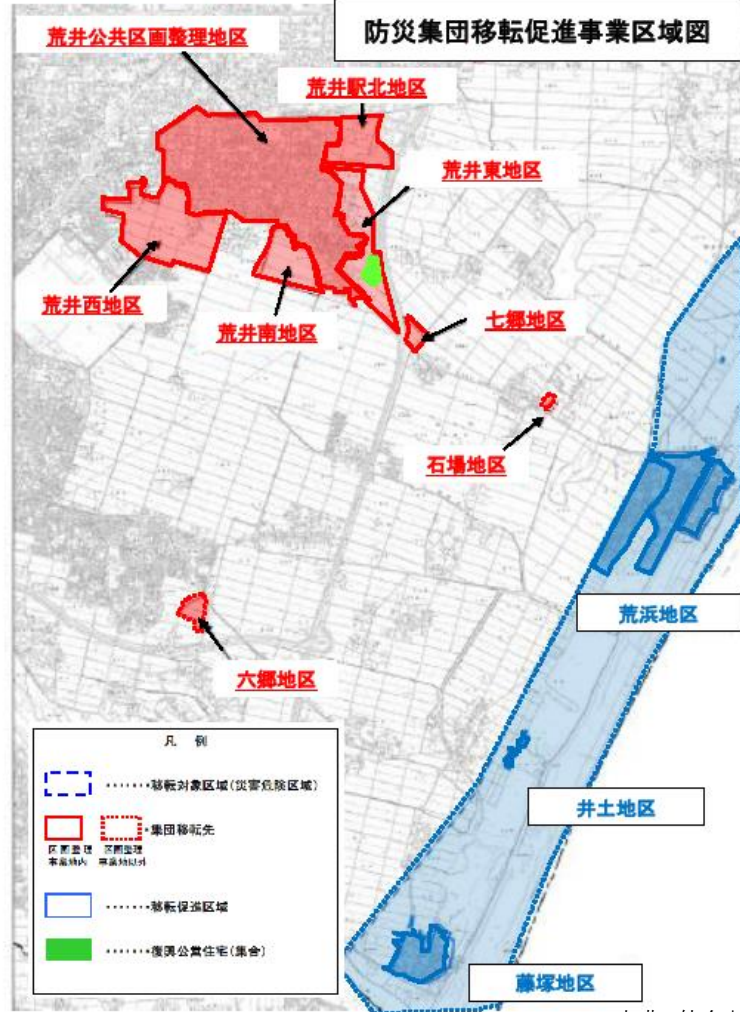 防災集団移転促進事業区域図
荒井公共区画整理地区
荒井駅北地区
荒井東地区
荒井西地区
荒井南地区
七郷地区
石場地区
荒浜地区
六郷地区
井土地区
藤塚地区
凡 例
‥‥‥移転対象区域(災害危険区域)
‥集団移転先
区画整理
事業地内
区画整理
事業地以外
‥‥‥移転促進区域
‥‥‥復興公営住宅(集合)